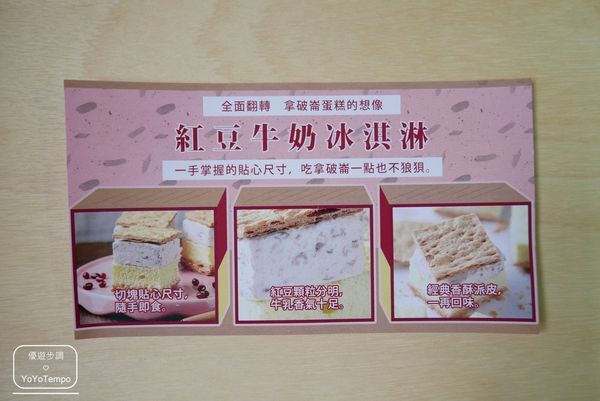 全面翻轉　拿破崙蛋糕的想像
紅豆牛奶冰淇淋
一手掌握的貼心尺寸，吃拿破崙一點也不狼狽。
切塊貼心尺寸，
隨手即食。
紅豆顆粒分明，
牛乳香氣十足。
經典香酥派皮，
一再回味。
優遊步調
YoYoTempo